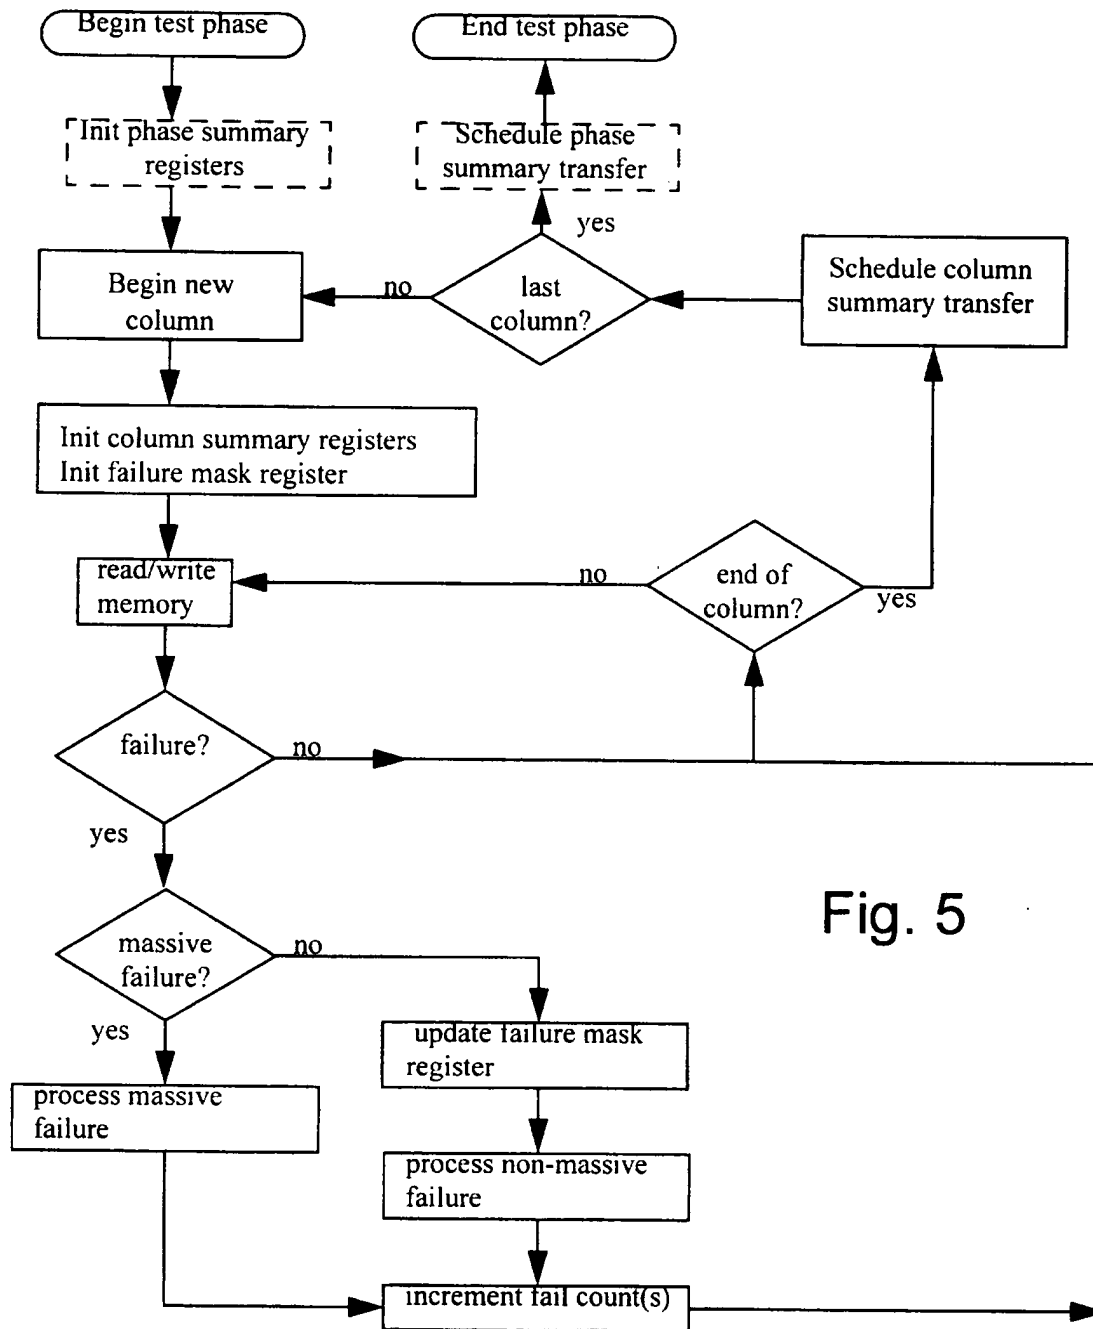 Begin test phase
End test phase
Init phase summary
registers
Schedule phase
summary transfer
yes
Begin new
column
no
last
column?
Schedule column
summary transfer
Init column summary registers
Init failure mask register
read/write
memory
no
end of
column?
yes
failure?
no
yes
massive
failure?
no
yes
Fig. 5
update failure mask
register
process massive
failure
process non-massive
failure
increment fail count(s)